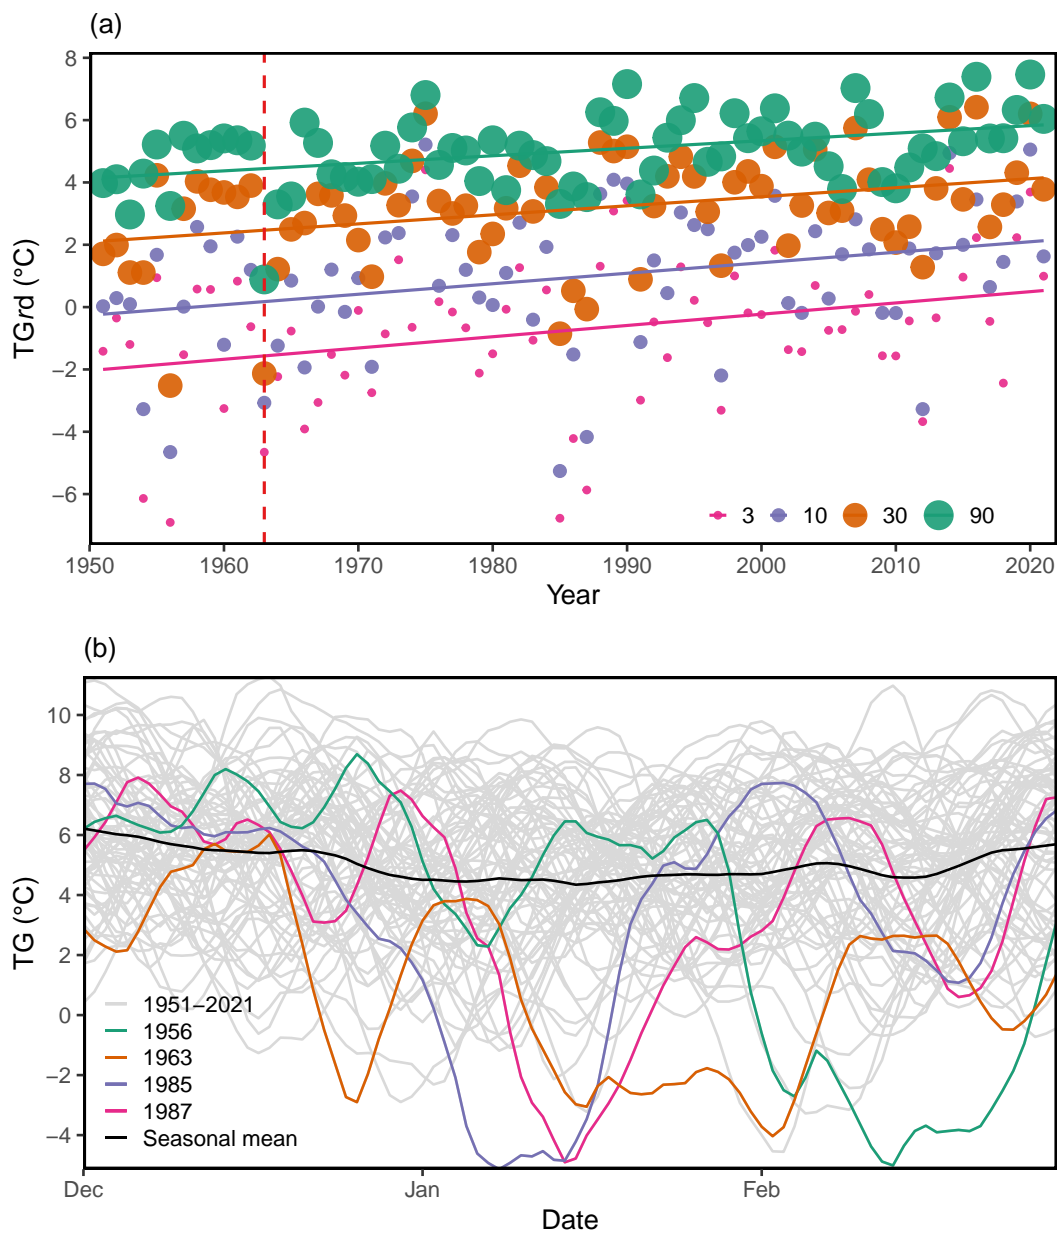 (a)
TGrd (°C)
8
6
4
2
0
−2
−4
−6
3 10 30 90
1950 1960 1970 1980 1990 2000 2010 2020
Year
(b)
TG (°C)
10
8
6
4
2
0
−2
−4
1951−2021
1956
1963
1985
1987
Seasonal mean
Dec Jan Feb
Date